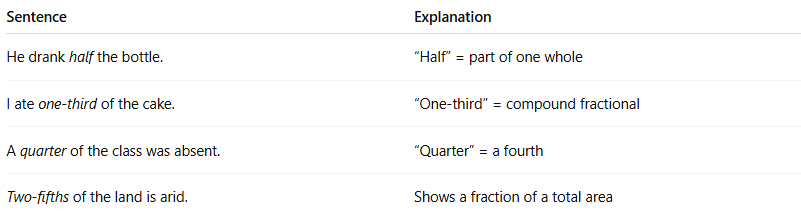 Sentence Explanation
He drank half the bottle. “Half” = part of one whole
I ate one-third of the cake. “One-third” = compound fractional
A quarter of the class was absent. “Quarter” = a fourth
Two-fifths of the land is arid. Shows a fraction of a total area